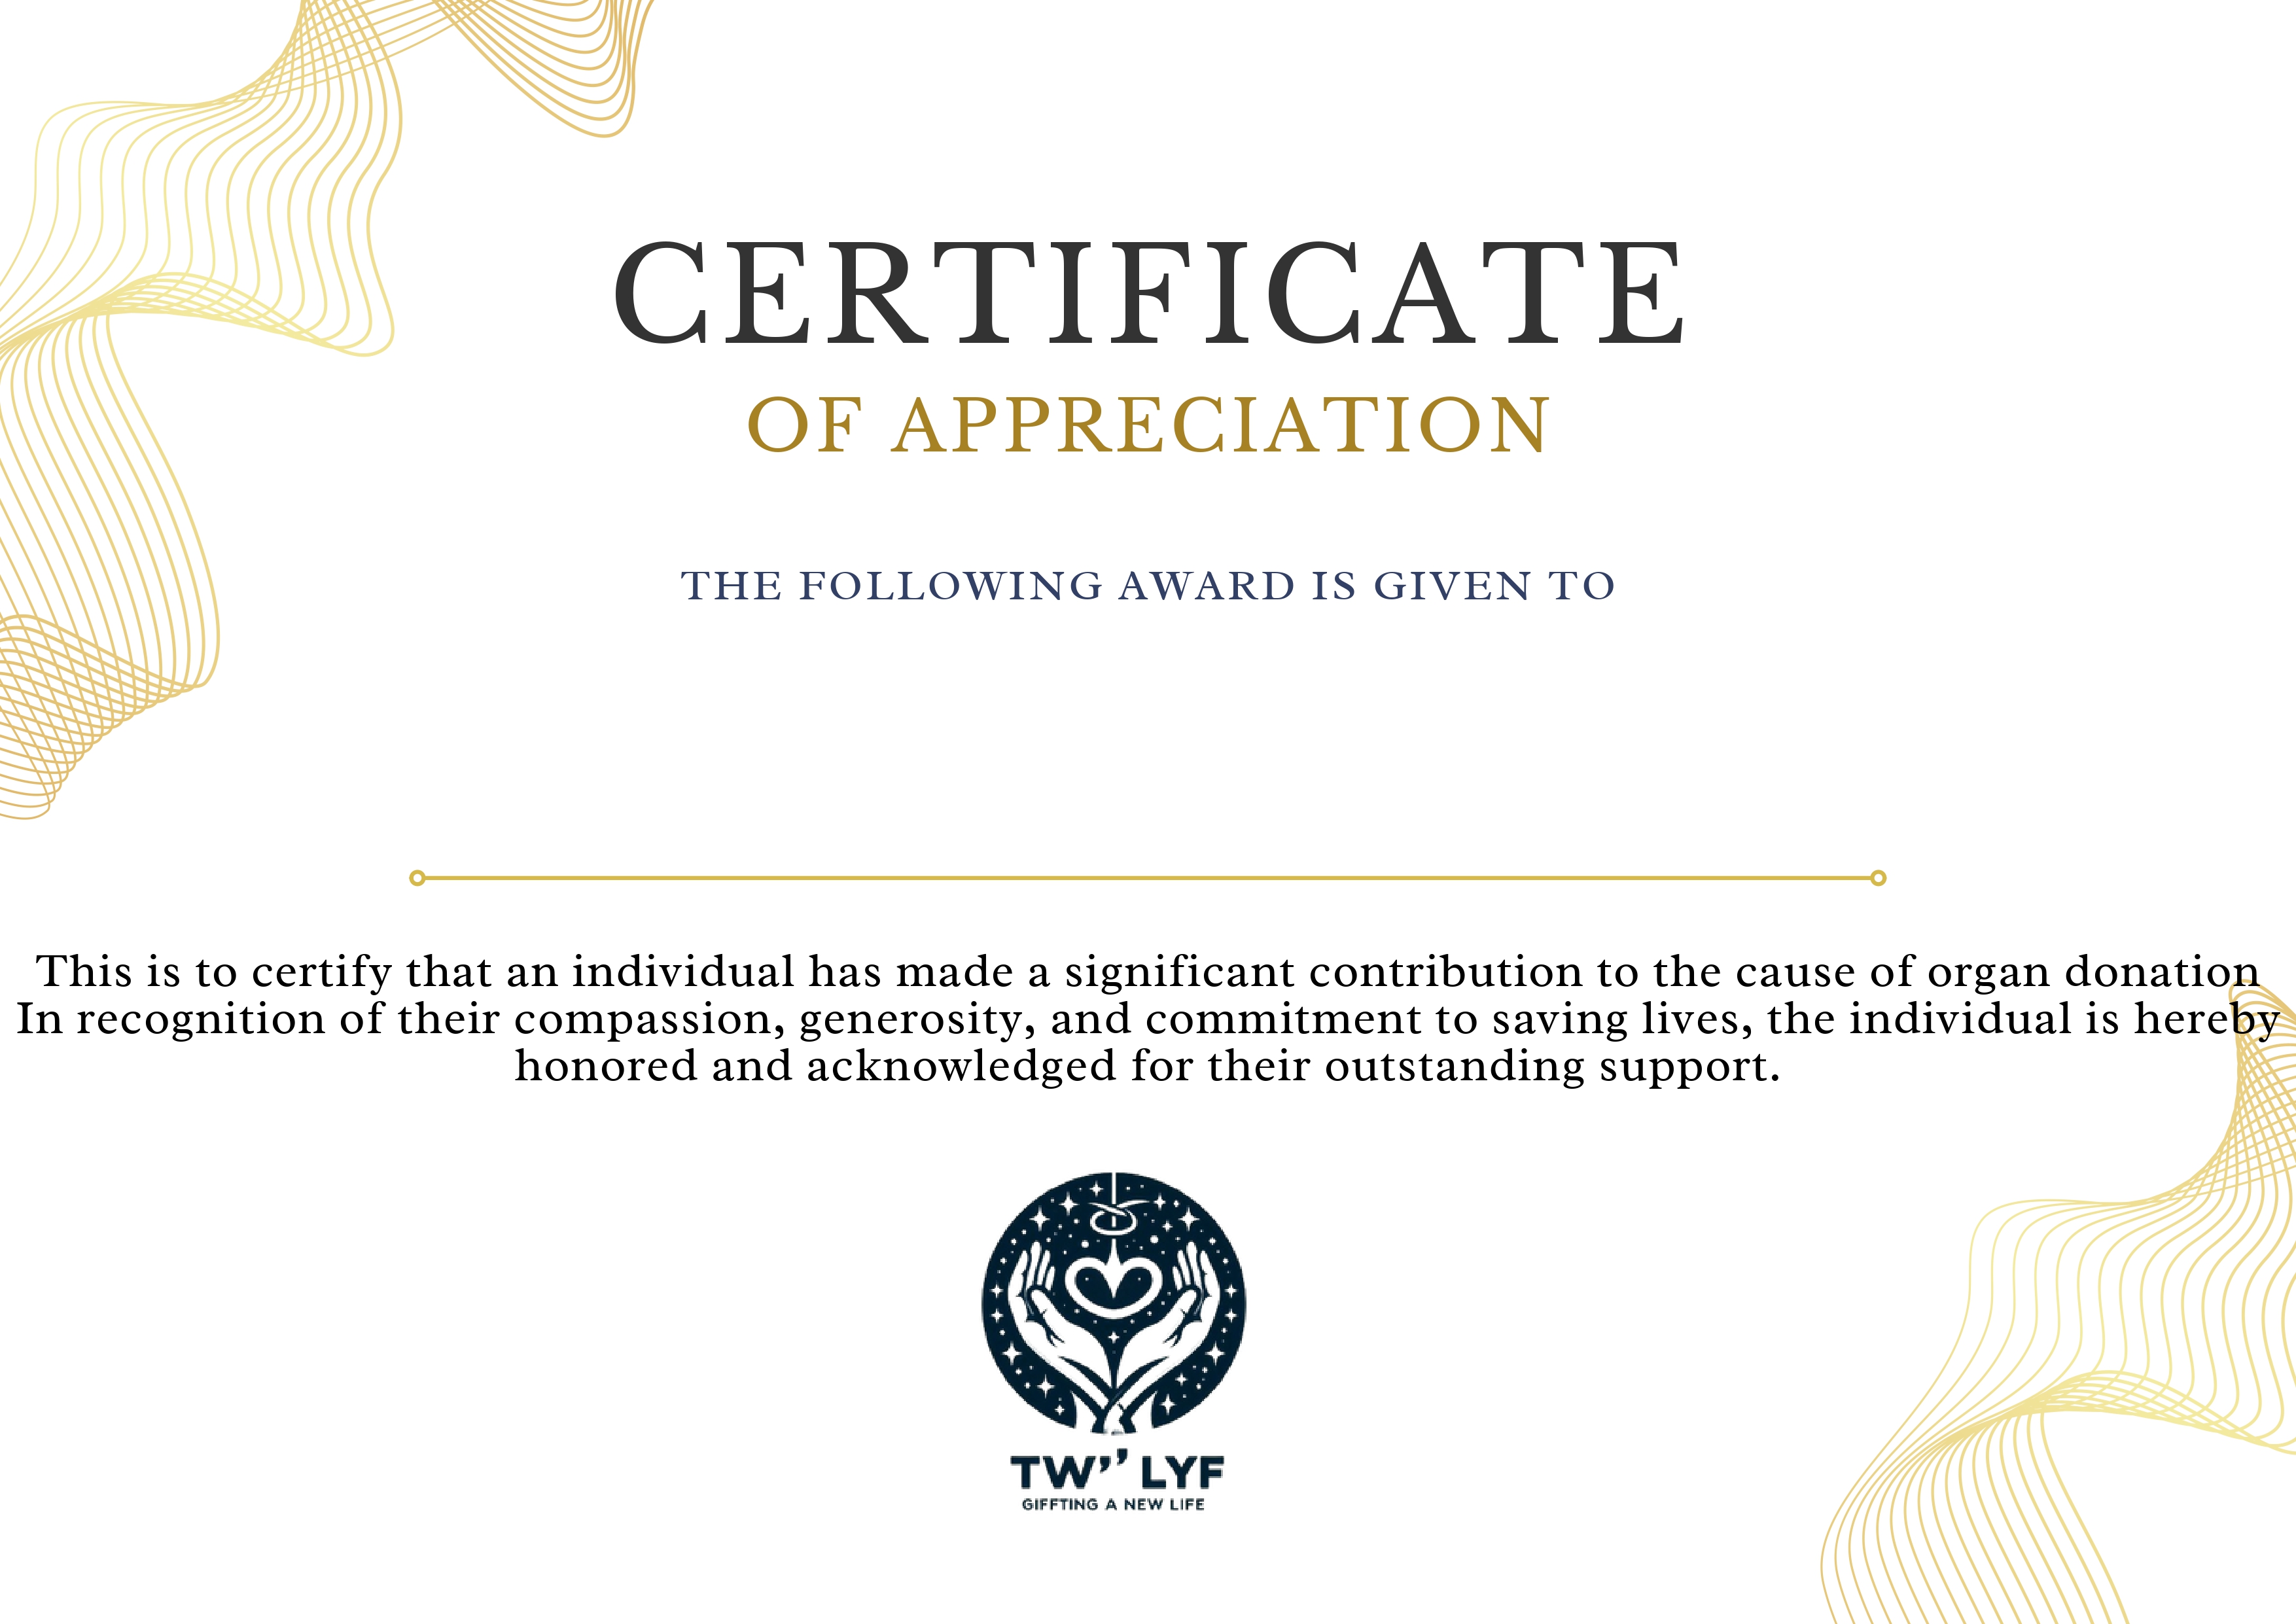 CERTIFICATE
OF APPRECIATION
THE FOLLOWING AWARD IS GIVEN TO
This is to certify that an individual has made a significant contribution to the cause of organ donation
In recognition of their compassion, generosity, and commitment to saving lives, the individual is hereby
honored and acknowledged for their outstanding support.
TW’’ LYF
GIFFTING A NEW LIFE